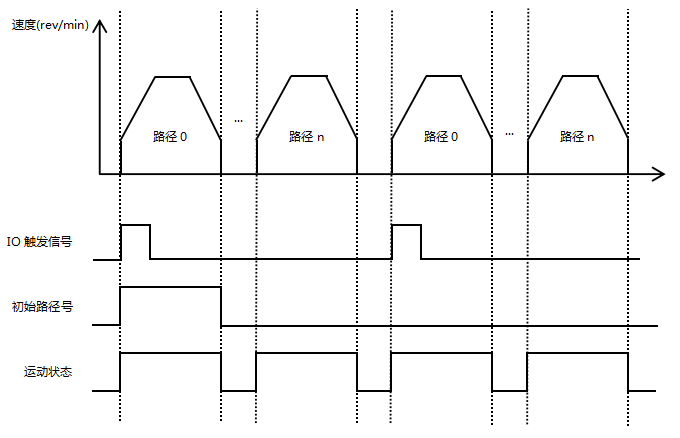 速度(rev/min)
... ...
路径 0 路径 n 路径 0 路径 n
IO 触发信号
初始路径号
运动状态